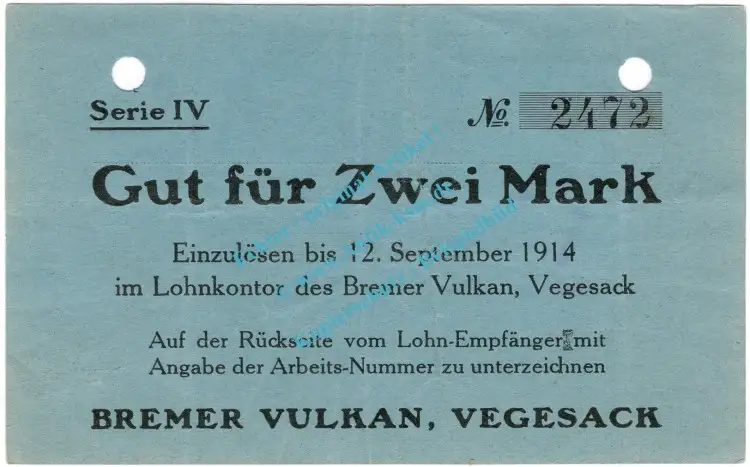 Serie IV
No. 2472
Gut für Zwei Mark
Einzulösen bis 12. September 1914
im Lohnkontor des Bremer Vulkan, Vegesack
Auf der Rückseite vom Lohn-Empfänger mit
Angabe der Arbeits-Nummer zu unterzeichnen
BREMER VULKAN, VEGESACK